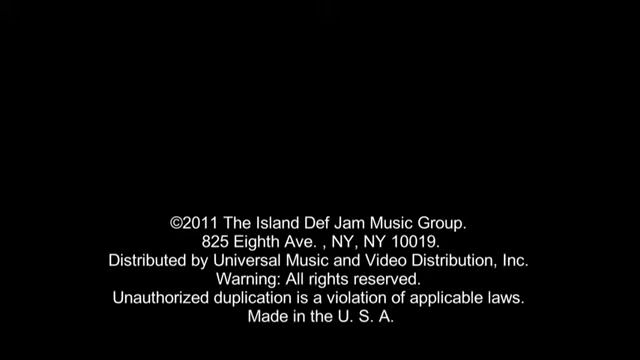 ©2011 The Island Def Jam Music Group.
825 Eighth Ave. , NY, NY 10019.
Distributed by Universal Music and Video Distribution, Inc.
Warning: All rights reserved.
Unauthorized duplication is a violation of applicable laws.
Made in the U. S. A.